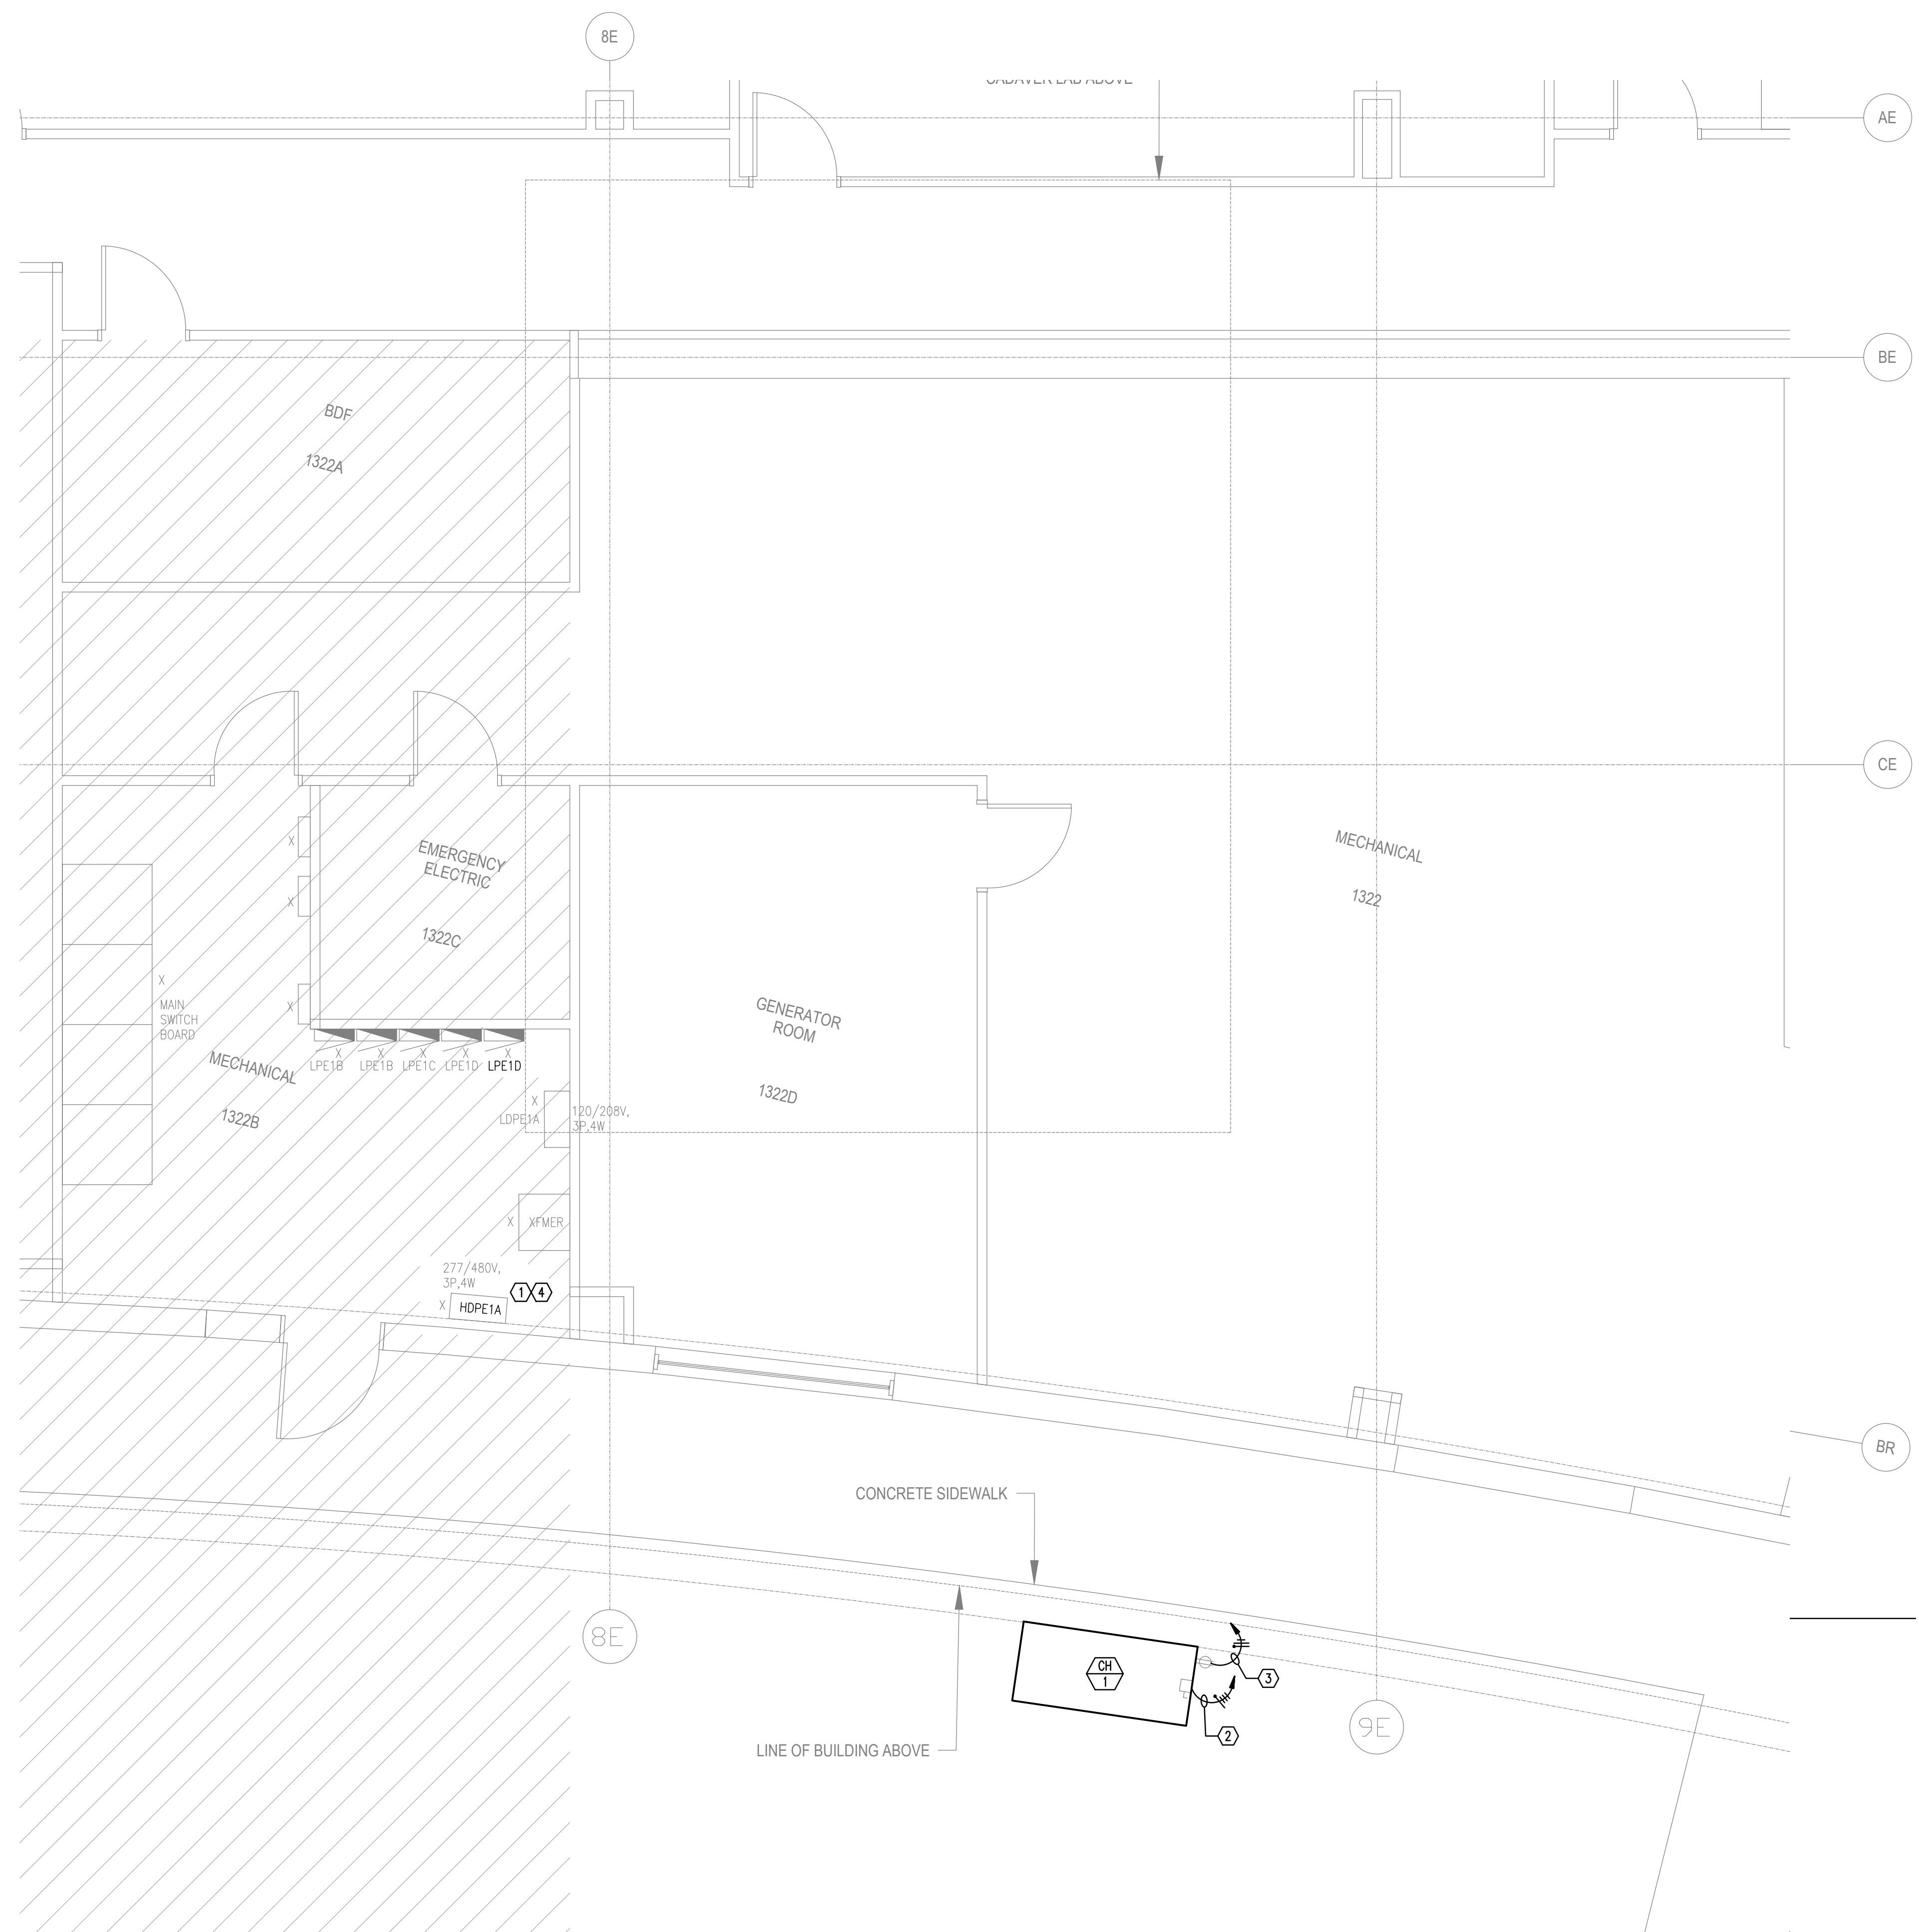 8E
CADAVER LAB ABOVE
AE
BE
BDF
1322A
CE
EMERGENCY
ELECTRIC
1322C
MECHANICAL
1322
X
X
X
X
MAIN
SWITCH
BOARD
GENERATOR
ROOM
1322D
MECHANICAL
1322B
X
X
X
X
X
LPE1B
LPE1B
LPE1C
LPE1D
LPE1D
X
LDPE1A
120/208V,
3P,4W
X
XFMER
277/480V,
3P,4W
1
4
X
HDPE1A
BR
CONCRETE SIDEWALK
8E
CH
1
3
2
9E
LINE OF BUILDING ABOVE